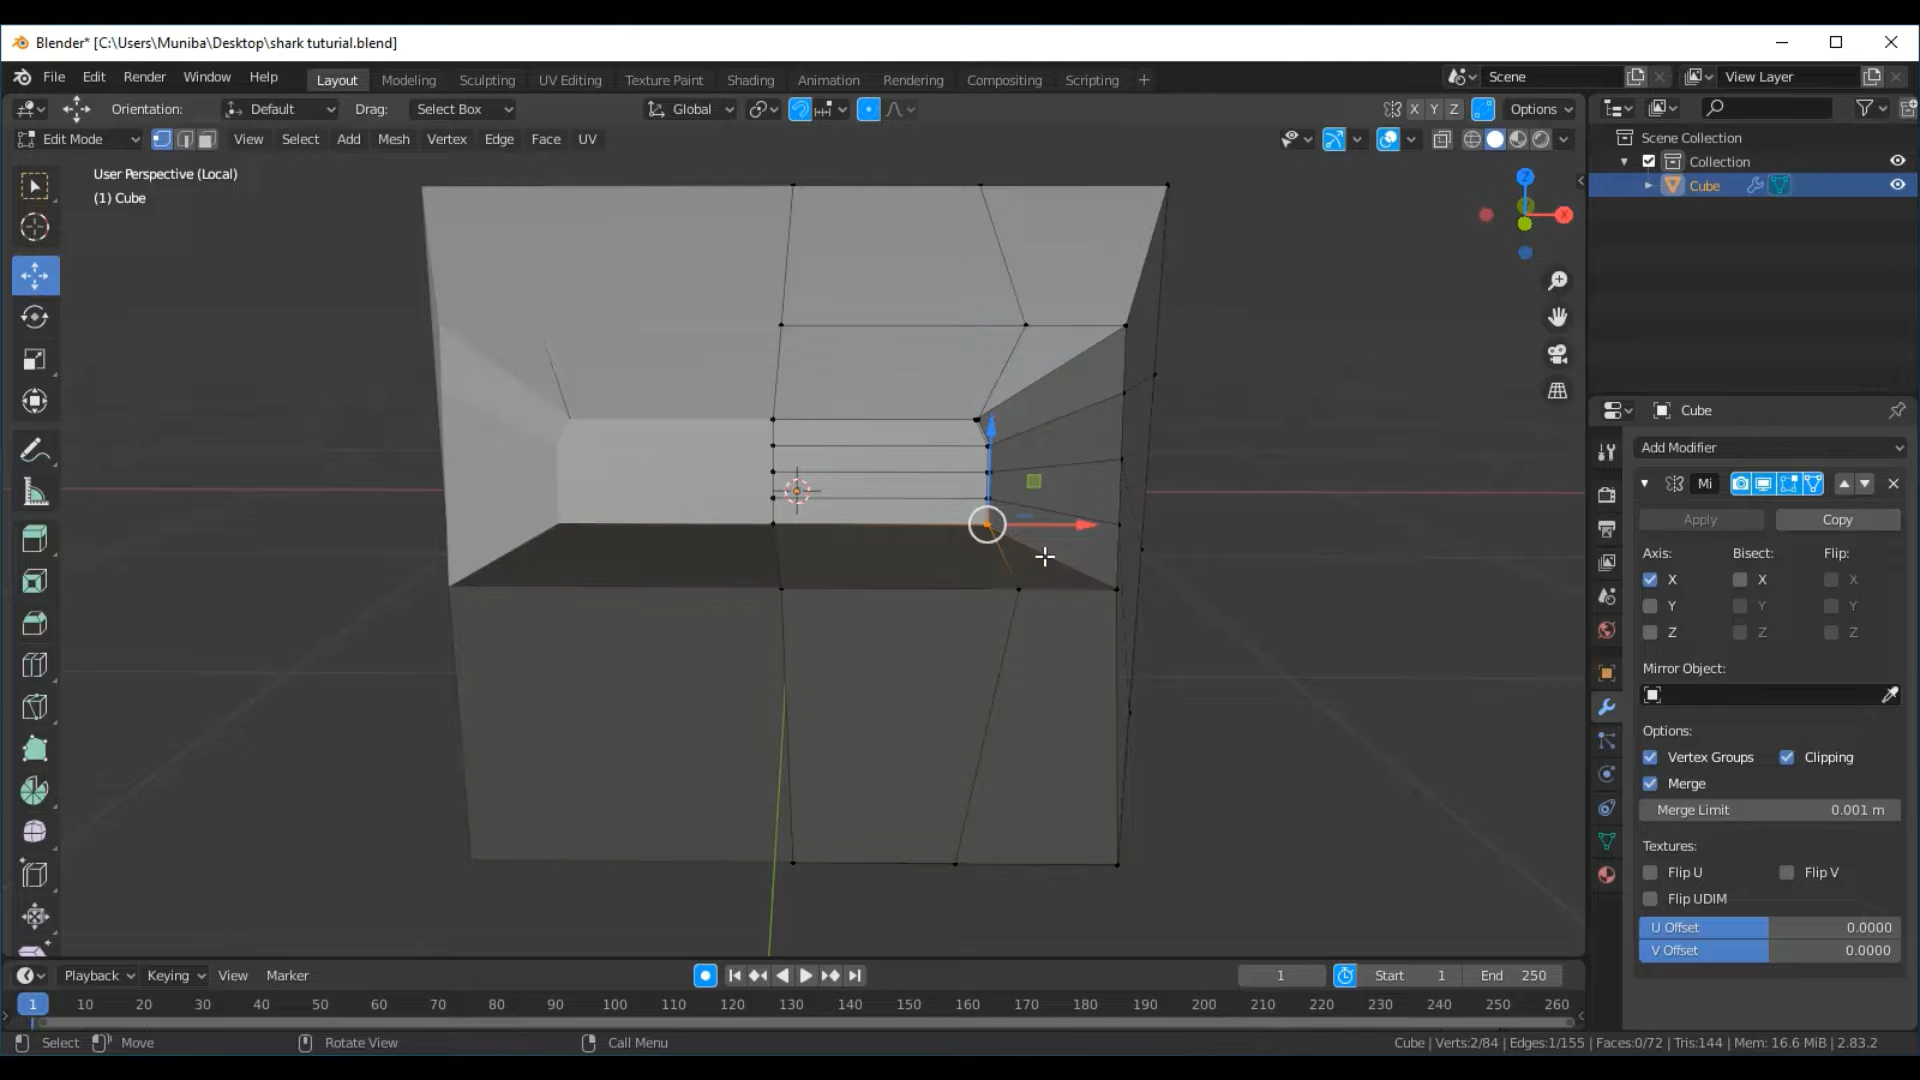 Blender* [C:\Users\Muniba\Desktop\shark tuturial.blend]
File Edit Render Window Help Layout Modeling Sculpting UV Editing Texture Paint Shading Animation Rendering Compositing Scripting + Scene View Layer
Orientation: Default Drag: Select Box Global X Y Z Options
Edit Mode View Select Add Mesh Vertex Edge Face UV
Scene Collection
Collection
Cube
User Perspective (Local)
(1) Cube
Z
X
Cube
Add Modifier
Mi
Apply Copy
Axis: Bisect: Flip:
X X X
Y Y Y
Z Z Z
Mirror Object:
Options:
Vertex Groups Clipping
Merge
Merge Limit 0.001 m
Textures:
Flip U Flip V
Flip UDIM
U Offset 0.0000
V Offset 0.0000
Playback Keying View Marker 1 Start 1 End 250
1 10 20 30 40 50 60 70 80 90 100 110 120 130 140 150 160 170 180 190 200 210 220 230 240 250 260
Select Move Rotate View Call Menu Cube | Verts:2/84 | Edges:1/155 | Faces:0/72 | Tris:144 | Mem: 16.6 MiB | 2.83.2